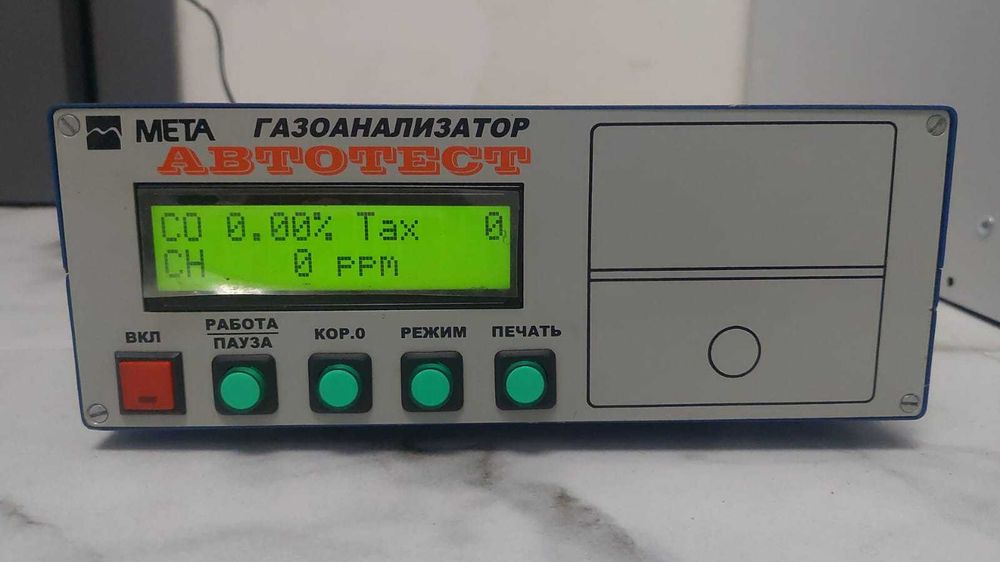 МЕТА ГАЗОАНАЛИЗАТОР
АВТОТЕСТ
CO 0.00% Tax 0
CH 0 ppm
ВКЛ
РАБОТА
ПАУЗА
КОР.0
РЕЖИМ
ПЕЧАТЬ